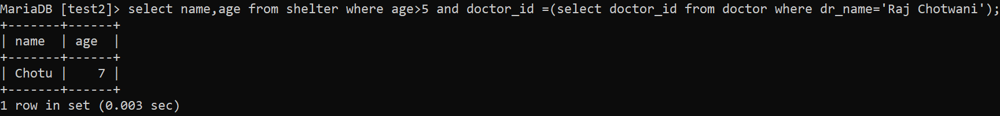 MariaDB [test2]> select name,age from shelter where age>5 and doctor_id =(select doctor_id from doctor where dr_name='Raj Chotwani');
+-------+------+
| name  | age  |
+-------+------+
| Chotu |    7 |
+-------+------+
1 row in set (0.003 sec)